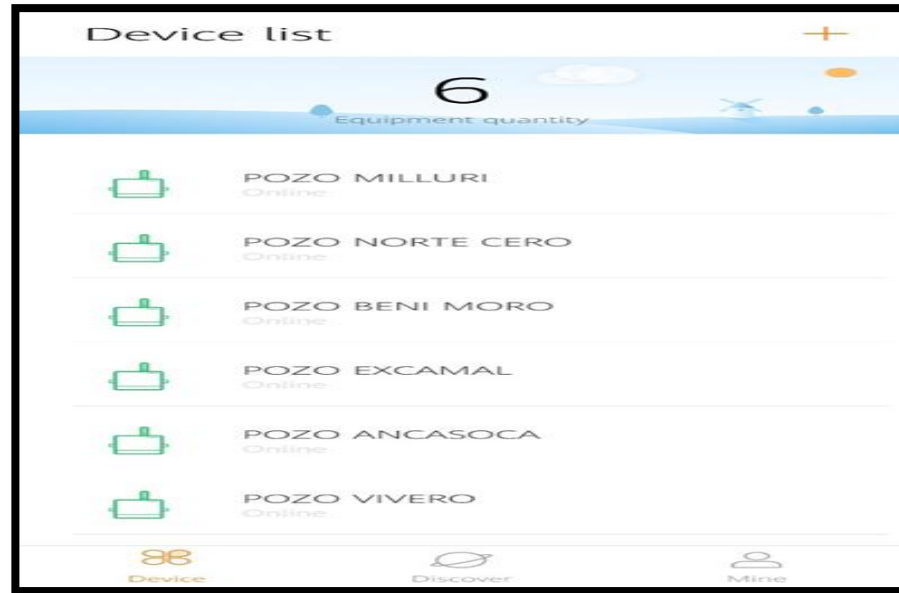 Device list
6
Equipment quantity
POZO MILLURI
Online
POZO NORTE CERO
Online
POZO BENI MORO
Online
POZO EXCAMAL
Online
POZO ANCASOCA
Online
POZO VIVERO
Online
Device Discover Mine